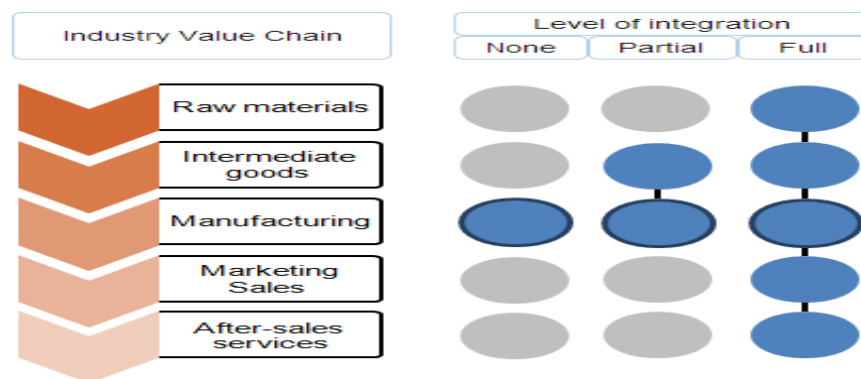 Industry Value Chain
Level of integration
None Partial Full
Raw materials
Intermediate
goods
Manufacturing
Marketing
Sales
After-sales
services